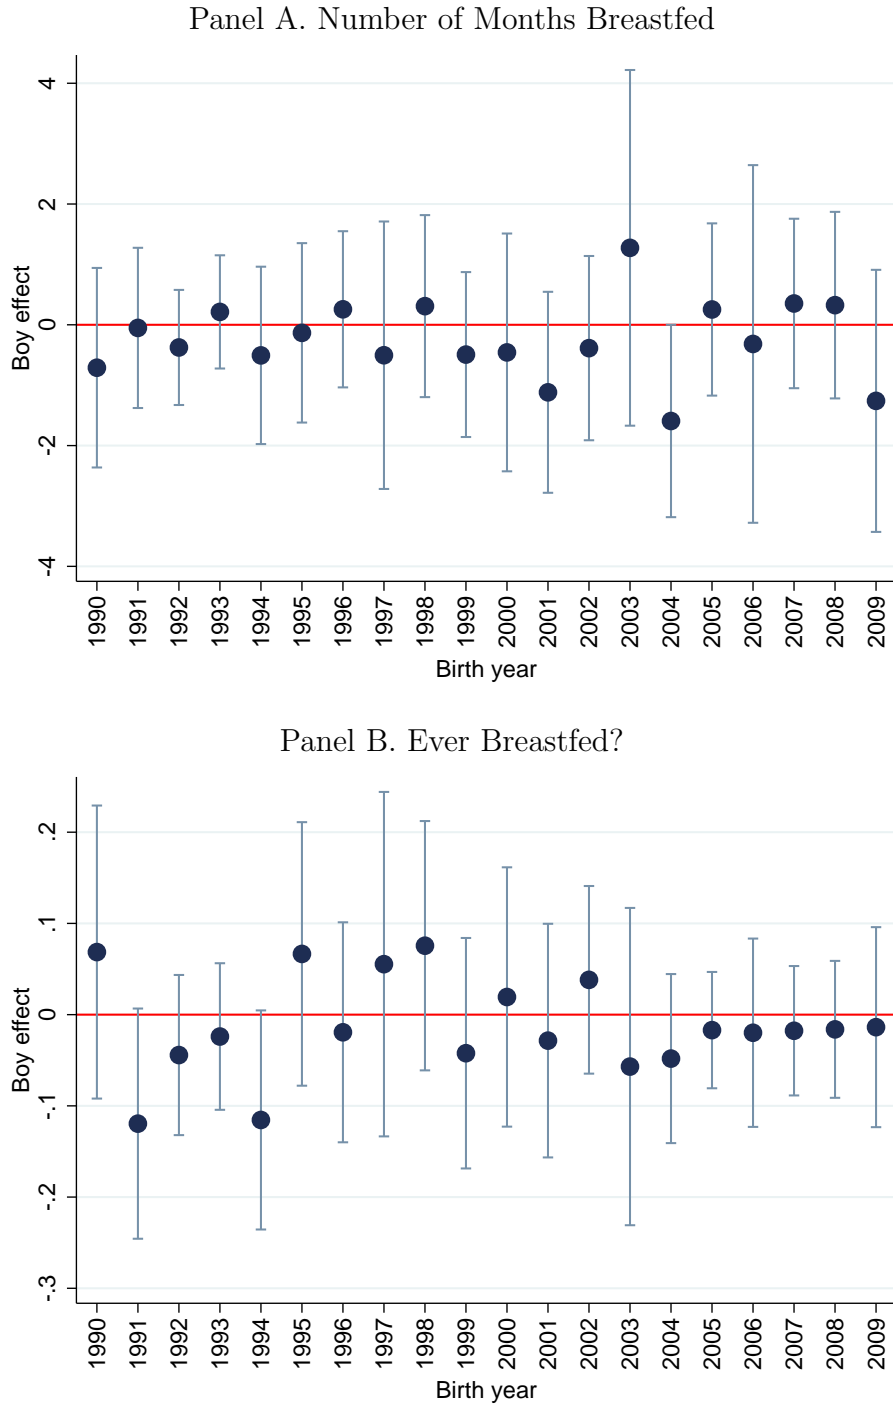 Panel A. Number of Months Breastfed
4
2
0
-2
-4
Boy effect
1990 1991 1992 1993 1994 1995 1996 1997 1998 1999 2000 2001 2002 2003 2004 2005 2006 2007 2008 2009
Birth year
Panel B. Ever Breastfed?
.2
.1
0
-.1
-.2
-.3
Boy effect
1990 1991 1992 1993 1994 1995 1996 1997 1998 1999 2000 2001 2002 2003 2004 2005 2006 2007 2008 2009
Birth year